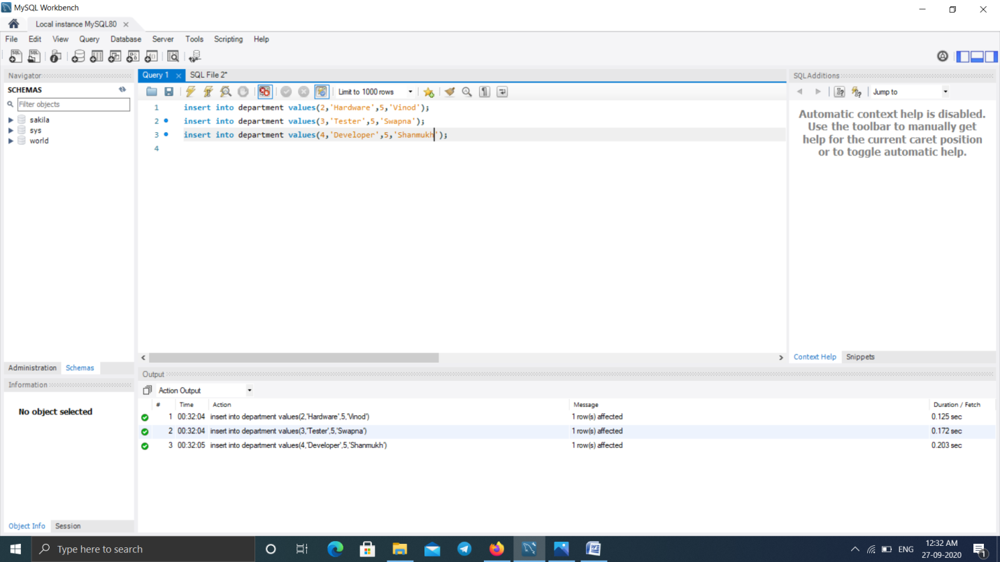 MySQL Workbench
Local instance MySQL80
File Edit View Query Database Server Tools Scripting Help
Navigator
SCHEMAS
Filter objects
sakila
sys
world
Administration Schemas
Information
No object selected
Object Info Session
Query 1 SQL File 2*
Limit to 1000 rows
1 insert into department values(2,'Hardware',5,'Vinod');
2 insert into department values(3,'Tester',5,'Swapna');
3 insert into department values(4,'Developer',5,'Shanmukh');
4
SQLAdditions
Jump to
Automatic context help is disabled.
Use the toolbar to manually get
help for the current caret position
or to toggle automatic help.
Context Help Snippets
Output
Action Output
# Time Action Message Duration / Fetch
1 00:32:04 insert into department values(2,'Hardware',5,'Vinod') 1 row(s) affected 0.125 sec
2 00:32:04 insert into department values(3,'Tester',5,'Swapna') 1 row(s) affected 0.172 sec
3 00:32:05 insert into department values(4,'Developer',5,'Shanmukh') 1 row(s) affected 0.203 sec
Type here to search
ENG
12:32 AM
27-09-2020
1